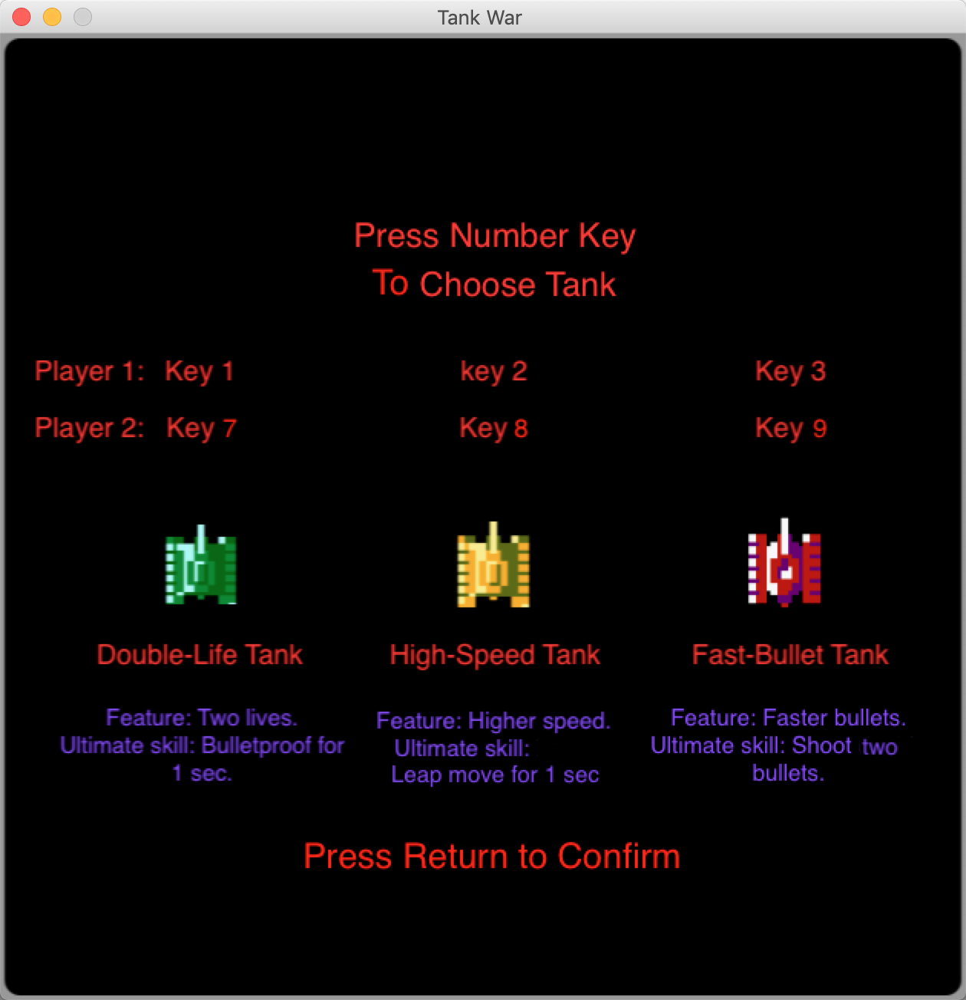 Tank War
Press Number Key
To Choose Tank
Player 1: Key 1 key 2 Key 3
Player 2: Key 7 Key 8 Key 9
Double-Life Tank High-Speed Tank Fast-Bullet Tank
Feature: Two lives.
Ultimate skill: Bulletproof for
1 sec.
Feature: Higher speed.
Ultimate skill:
Leap move for 1 sec
Feature: Faster bullets.
Ultimate skill: Shoot two
bullets.
Press Return to Confirm